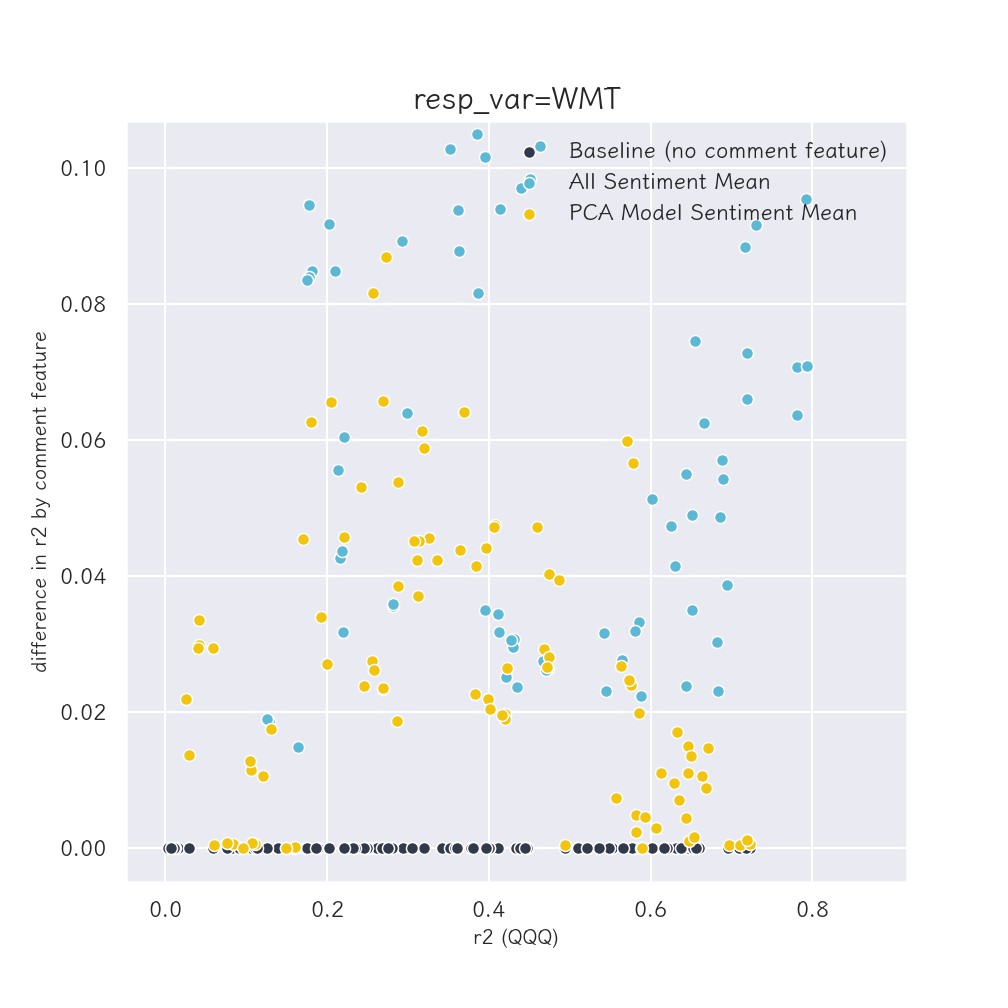 resp_var=WMT
Baseline (no comment feature)
All Sentiment Mean
PCA Model Sentiment Mean
0.10
0.08
0.06
0.04
0.02
0.00
difference in r2 by comment feature
0.0 0.2 0.4 0.6 0.8
r2 (QQQ)